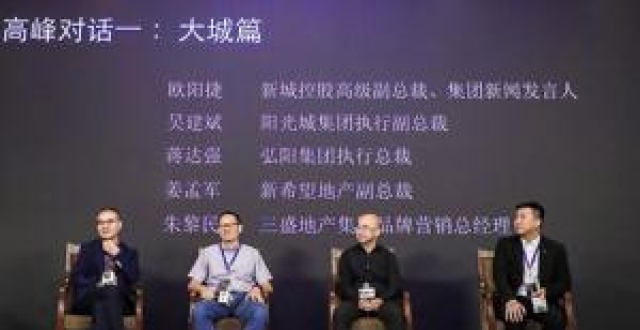 高峰对话一：大城篇
欧阳捷 新城控股高级副总裁、集团新闻发言人
吴建斌 阳光城集团执行副总裁
蒋达强 弘阳集团执行总裁
姜孟军 新希望地产副总裁
朱黎民 三盛地产集 品牌营销总经理